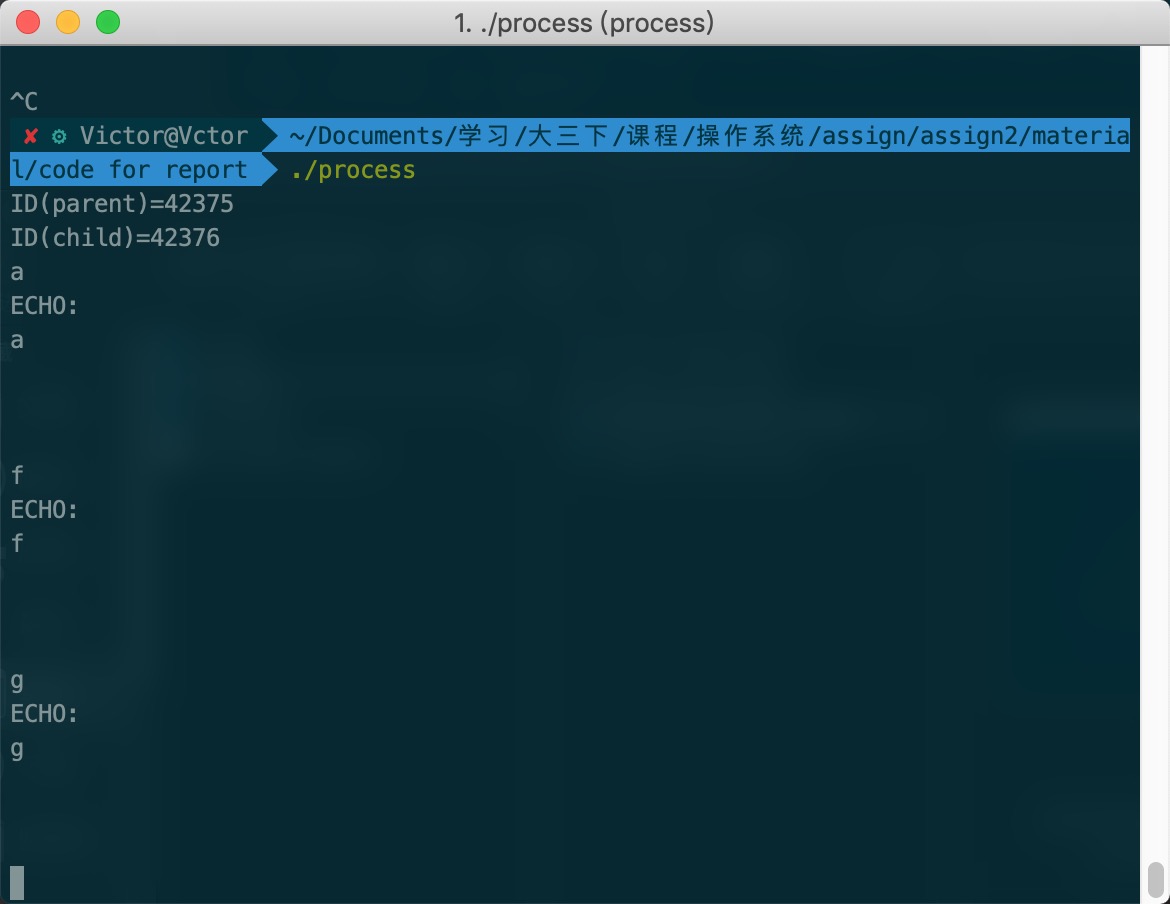 1. ./process (process)
^C
✘ ⚙ Victor@Vctor ~/Documents/学习/大三下/课程/操作系统/assign/assign2/materia
l/code for report ./process
ID(parent)=42375
ID(child)=42376
a
ECHO:
a
f
ECHO:
f
g
ECHO:
g